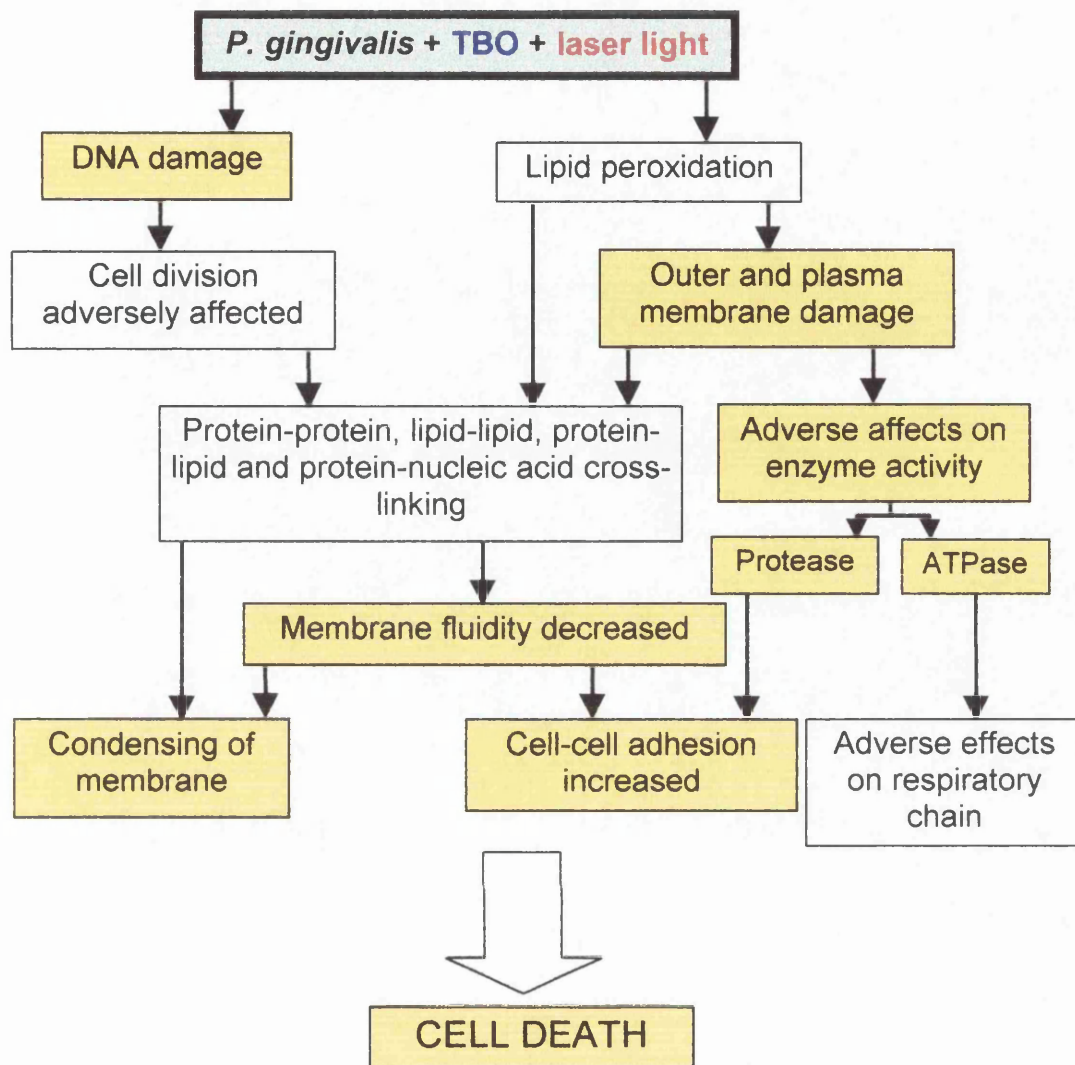 P. gingivalis + TBO + laser light
DNA damage
Lipid peroxidation
Cell division
adversely affected
Outer and plasma
membrane damage
Protein-protein, lipid-lipid, protein-
lipid and protein-nucleic acid cross-
linking
Adverse affects on
enzyme activity
Protease
ATPase
Membrane fluidity decreased
Condensing of
membrane
Cell-cell adhesion
increased
Adverse effects
on respiratory
chain
CELL DEATH